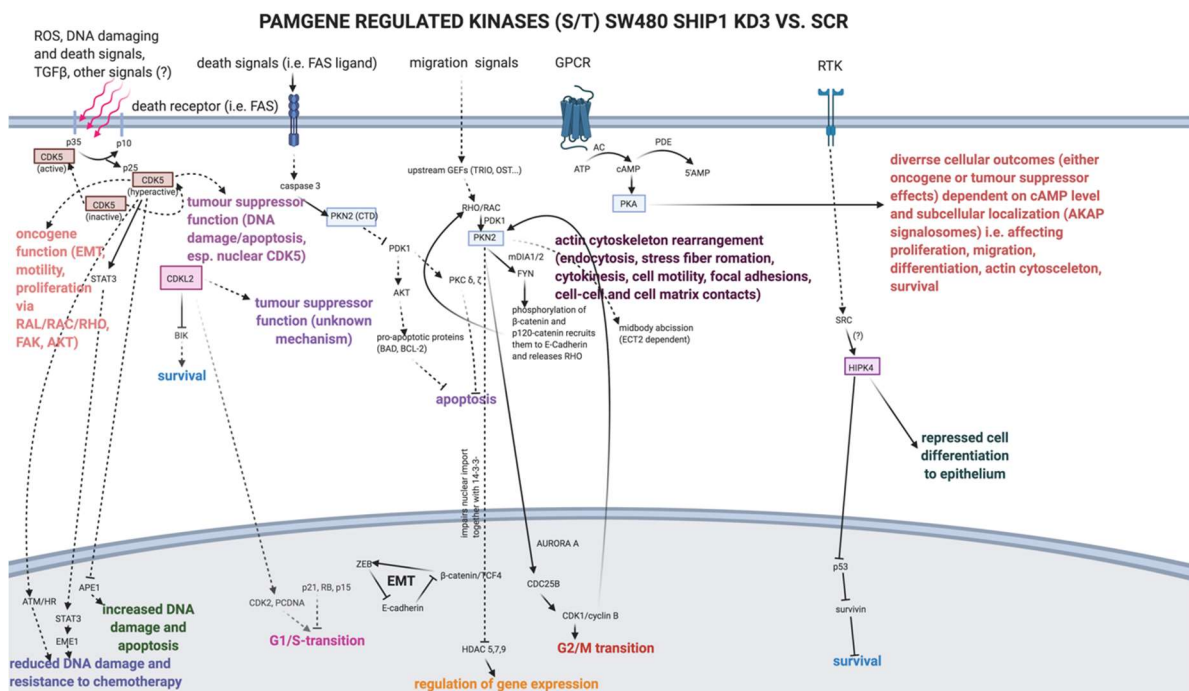 PAMGENE REGULATED KINASES (S/T) SW480 SHIP1 KD3 VS. SCR
ROS, DNA damaging
and death signals,
TGFβ, other signals (?)
death signals (i.e. FAS ligand)
migration signals
GPCR
RTK
death receptor (i.e. FAS)
p35
p10
CDK5
(active)
p25
CDK5
(hyperactive)
CDK5
(inactive)
caspase 3
PKN2 (CTD)
upstream GEFs (TRIO, OST...)
RHO/RAC
PDK1
PKN2
AC
PDE
ATP
cAMP
5'AMP
PKA
diverrse cellular outcomes (either
oncogene or tumour suppressor
effects) dependent on cAMP level
and subcellular localization (AKAP
signalosomes) i.e. affecting
proliferation, migration,
differentiation, actin cytosceleton,
survival
tumour suppressor
function (DNA
damage/apoptosis,
esp. nuclear CDK5)
oncogene
function (EMT,
motility,
proliferation
via
RAL/RAC/RHO,
FAK, AKT)
STAT3
CDKL2
BIK
survival
tumour suppressor
function (unknown
mechanism)
PDK1
AKT
PKC δ, ζ
pro-apoptotic proteins
(BAD, BCL-2)
apoptosis
mDIA1/2
FYN
actin cytoskeleton rearrangement
(endocytosis, stress fiber romation,
cytokinesis, cell motility, focal adhesions,
cell-cell and cell matrix contacts)
phosphorylation of
β-catenin and
p120-catenin recruits
them to E-Cadherin
and releases RHO
midbody abcission
(ECT2 dependent)
SRC
(?)
HIPK4
repressed cell
differentiation
to epithelium
impairs nuclear import
together with 14-3-3-
AURORA A
CDC25B
CDK1/cyclin B
G2/M transition
ZEB
EMT
β-catenin/TCF4
E-cadherin
p21, RB, p15
CDK2, PCDNA
G1/S-transition
HDAC 5,7,9
regulation of gene expression
ATM/HR
APE1
STAT3
EME1
increased DNA
damage and
apoptosis
reduced DNA damage and
resistance to chemotherapy
p53
survivin
survival